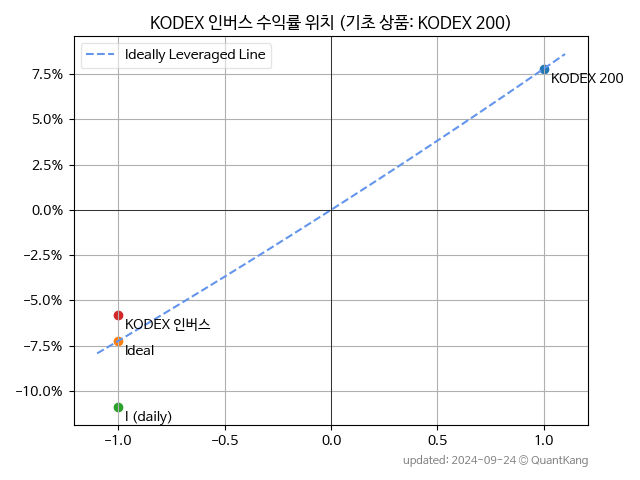 KODEX 인버스 수익률 위치 (기초 상품: KODEX 200)
Ideally Leveraged Line
7.5%
KODEX 200
5.0%
2.5%
0.0%
−2.5%
−5.0%
KODEX 인버스
−7.5%
Ideal
−10.0%
I (daily)
−1.0 −0.5 0.0 0.5 1.0
updated: 2024-09-24 © QuantKang